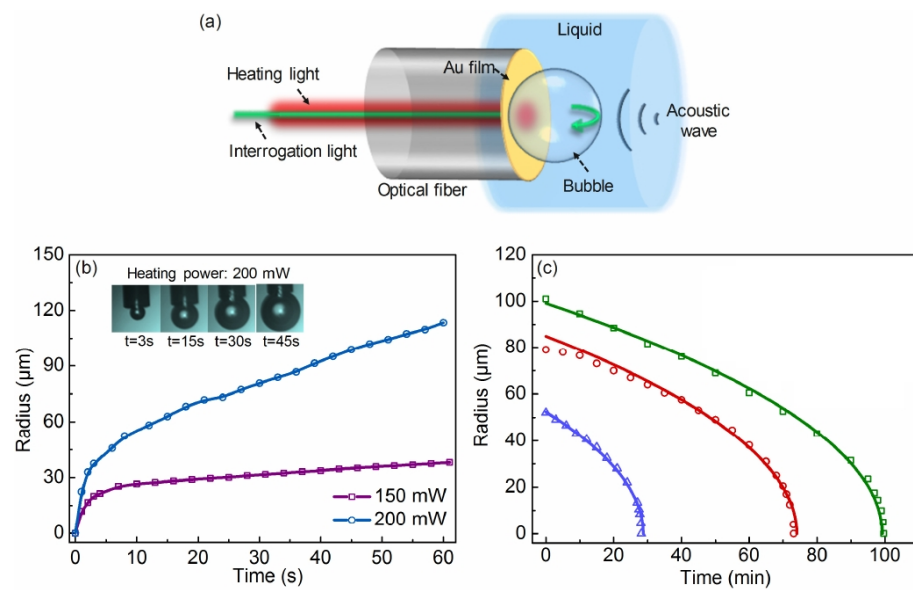 (a)
Liquid
Au film
Heating light
Acoustic
wave
Interrogation light
Bubble
Optical fiber
(b)
Heating power: 200 mW
t=3s t=15s t=30s t=45s
150 mW
200 mW
Radius (μm)
0
30
60
90
120
150
0 10 20 30 40 50 60
Time (s)
(c)
Radius (μm)
0
20
40
60
80
100
120
0 20 40 60 80 100
Time (min)